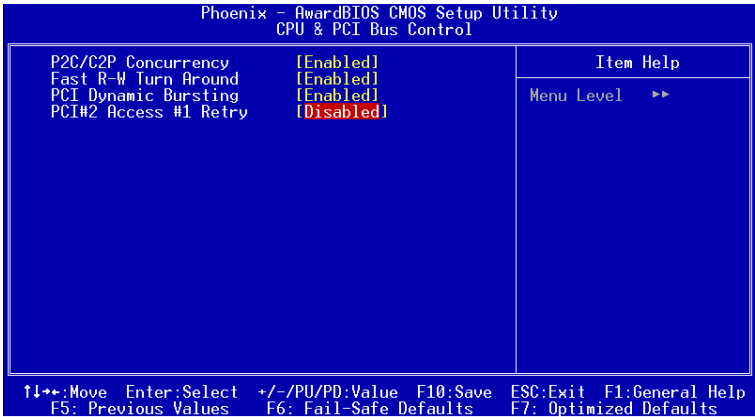 Phoenix - AwardBIOS CMOS Setup Utility
CPU & PCI Bus Control
P2C/C2P Concurrency [Enabled]
Fast R-W Turn Around [Enabled]
PCI Dynamic Bursting [Enabled]
PCI#2 Access #1 Retry [Disabled]
Item Help
Menu Level ▸▸
↑↓→←:Move Enter:Select +/-/PU/PD:Value F10:Save ESC:Exit F1:General Help
F5: Previous Values F6: Fail-Safe Defaults F7: Optimized Defaults